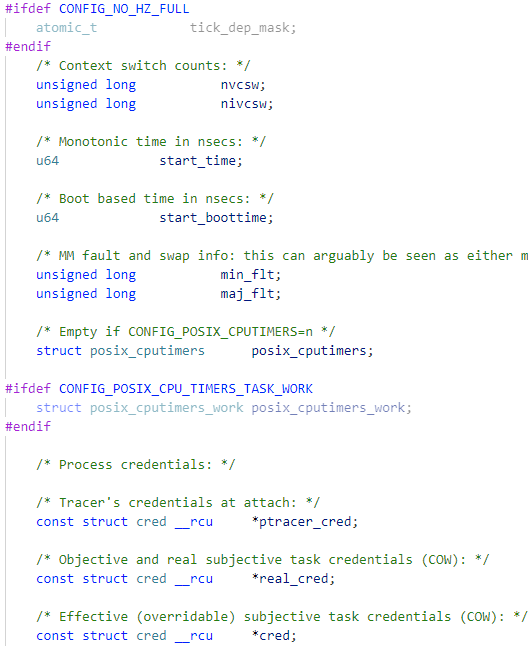 #ifdef CONFIG_NO_HZ_FULL
atomic_t tick_dep_mask;
#endif
/* Context switch counts: */
unsigned long nvcsw;
unsigned long nivcsw;
/* Monotonic time in nsecs: */
u64 start_time;
/* Boot based time in nsecs: */
u64 start_boottime;
/* MM fault and swap info: this can arguably be seen as either m
unsigned long min_flt;
unsigned long maj_flt;
/* Empty if CONFIG_POSIX_CPUTIMERS=n */
struct posix_cputimers posix_cputimers;
#ifdef CONFIG_POSIX_CPU_TIMERS_TASK_WORK
struct posix_cputimers_work posix_cputimers_work;
#endif
/* Process credentials: */
/* Tracer's credentials at attach: */
const struct cred __rcu *ptracer_cred;
/* Objective and real subjective task credentials (COW): */
const struct cred __rcu *real_cred;
/* Effective (overridable) subjective task credentials (COW): */
const struct cred __rcu *cred;